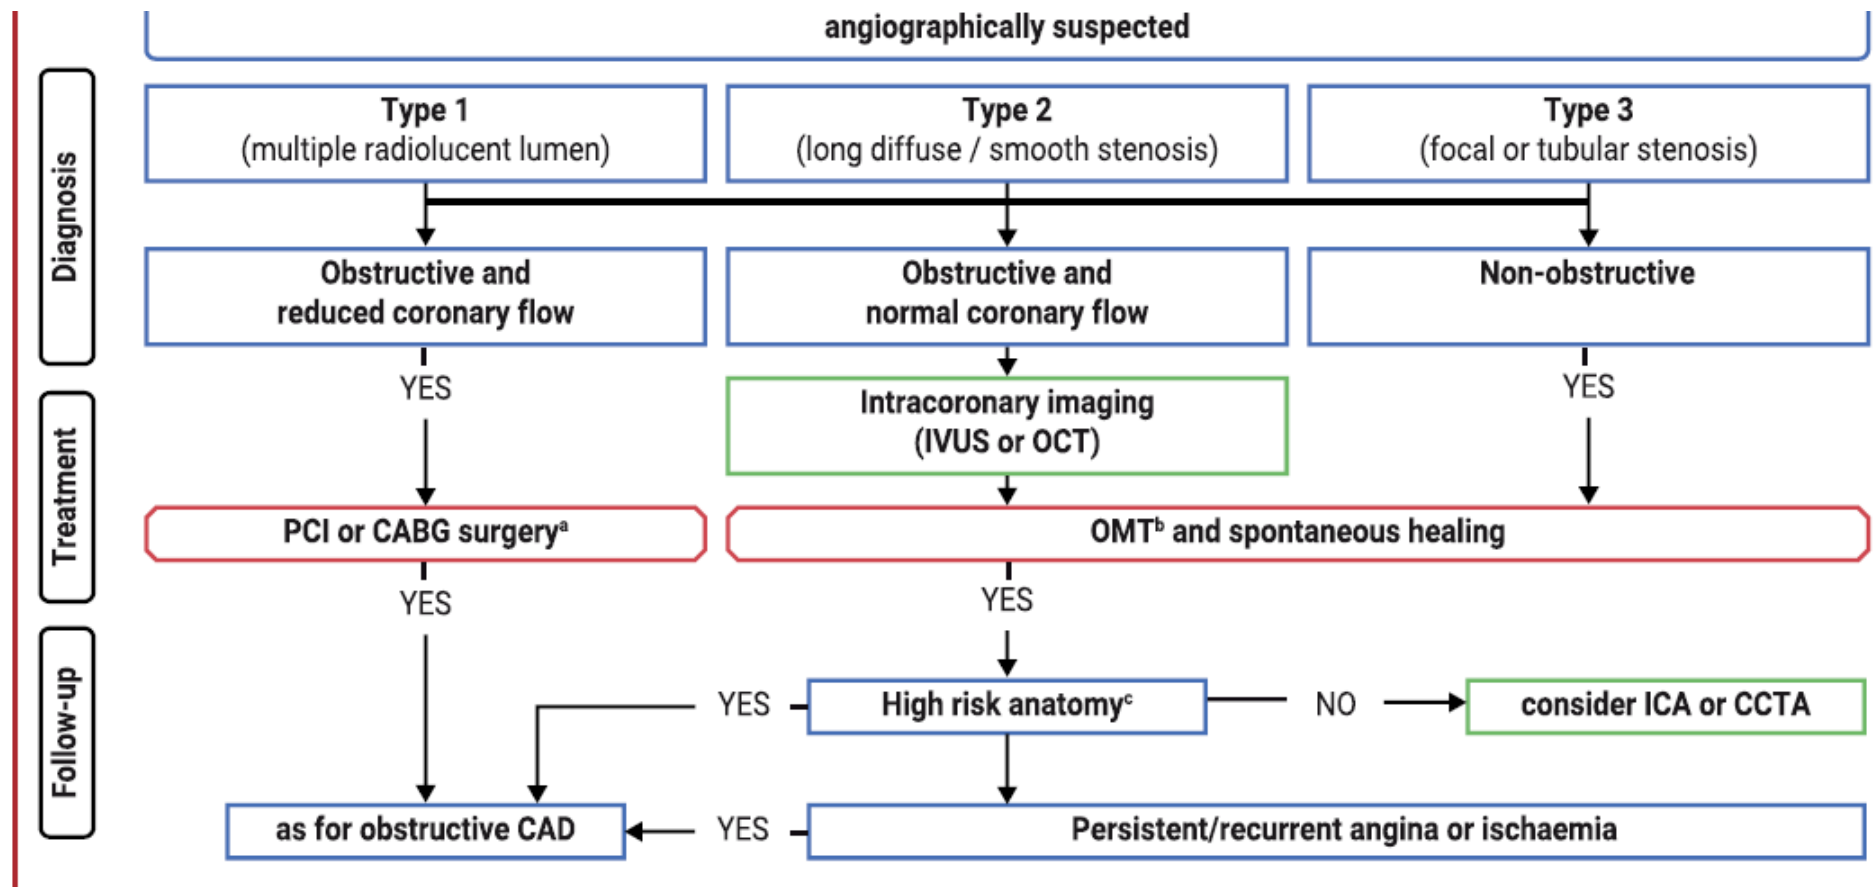 angiographically suspected
Diagnosis
Type 1
(multiple radiolucent lumen)
Type 2
(long diffuse / smooth stenosis)
Type 3
(focal or tubular stenosis)
Obstructive and
reduced coronary flow
Obstructive and
normal coronary flow
Non-obstructive
YES
Intracoronary imaging
(IVUS or OCT)
YES
Treatment
PCI or CABG surgeryᵃ
OMTᵇ and spontaneous healing
YES
YES
Follow-up
YES
High risk anatomyᶜ
NO
consider ICA or CCTA
as for obstructive CAD
YES
Persistent/recurrent angina or ischaemia